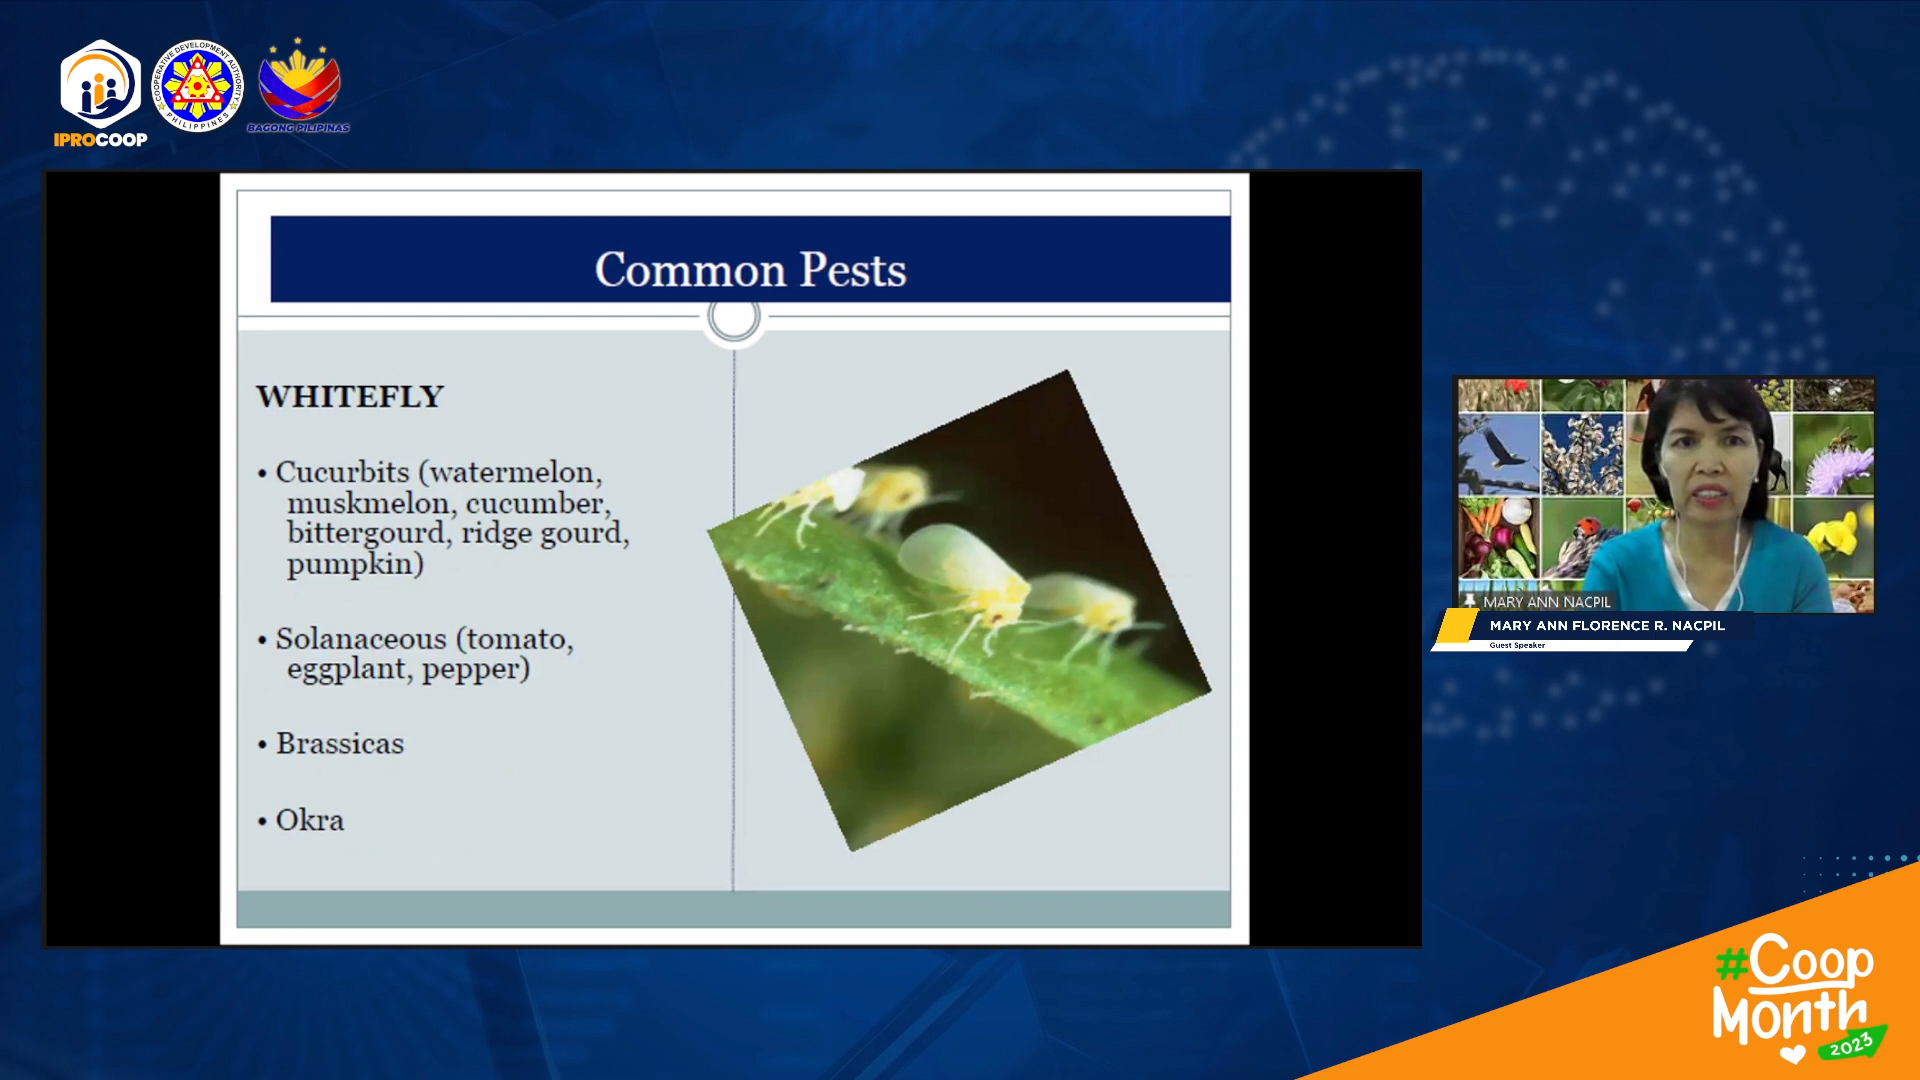 IPROCOOP
COOPERATIVE DEVELOPMENT AUTHORITY
PHILIPPINES
BAGONG PILIPINAS
Common Pests
WHITEFLY
• Cucurbits (watermelon,
muskmelon, cucumber,
bittergourd, ridge gourd,
pumpkin)
• Solanaceous (tomato,
eggplant, pepper)
• Brassicas
• Okra
MARY ANN NACPIL
MARY ANN FLORENCE R. NACPIL
Guest Speaker
#Coop
Month
2023